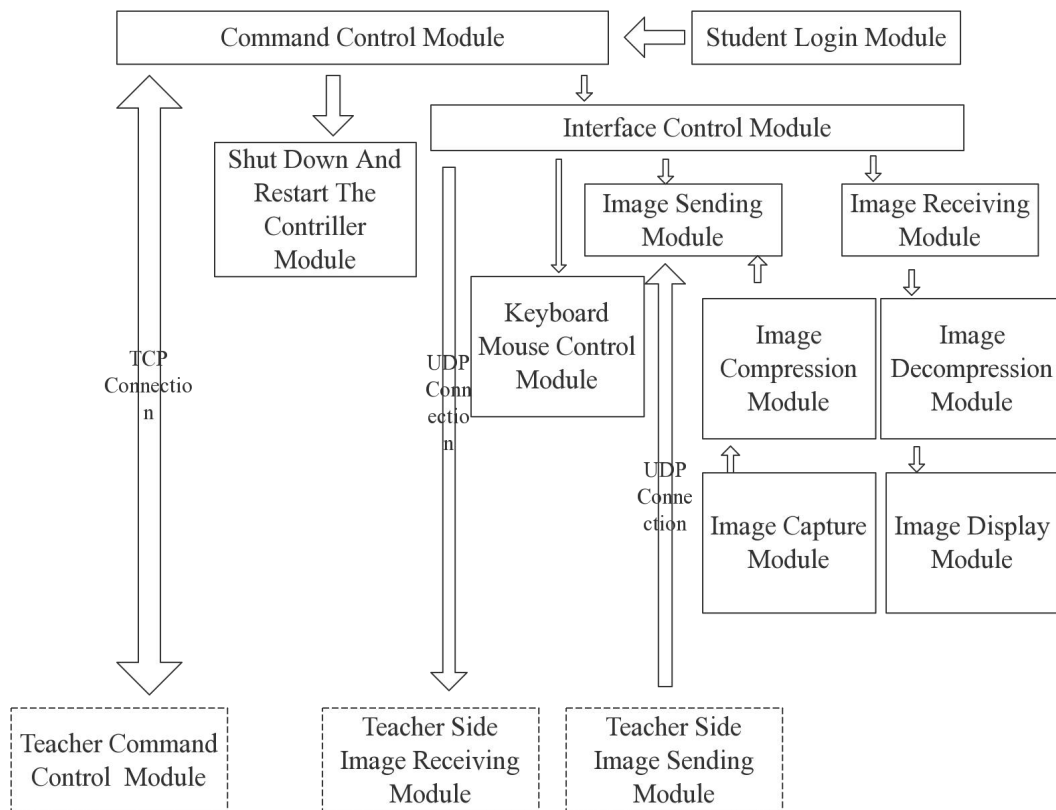 Command Control Module
Student Login Module
Interface Control Module
Shut Down And
Restart The
Contriller
Module
Image Sending
Module
Image Receiving
Module
Keyboard
Mouse Control
Module
Image
Compression
Module
Image
Decompression
Module
TCP
Connectio
n
UDP
Conn
ectio
n
UDP
Conne
ction
Image Capture
Module
Image Display
Module
Teacher Command
Control Module
Teacher Side
Image Receiving
Module
Teacher Side
Image Sending
Module